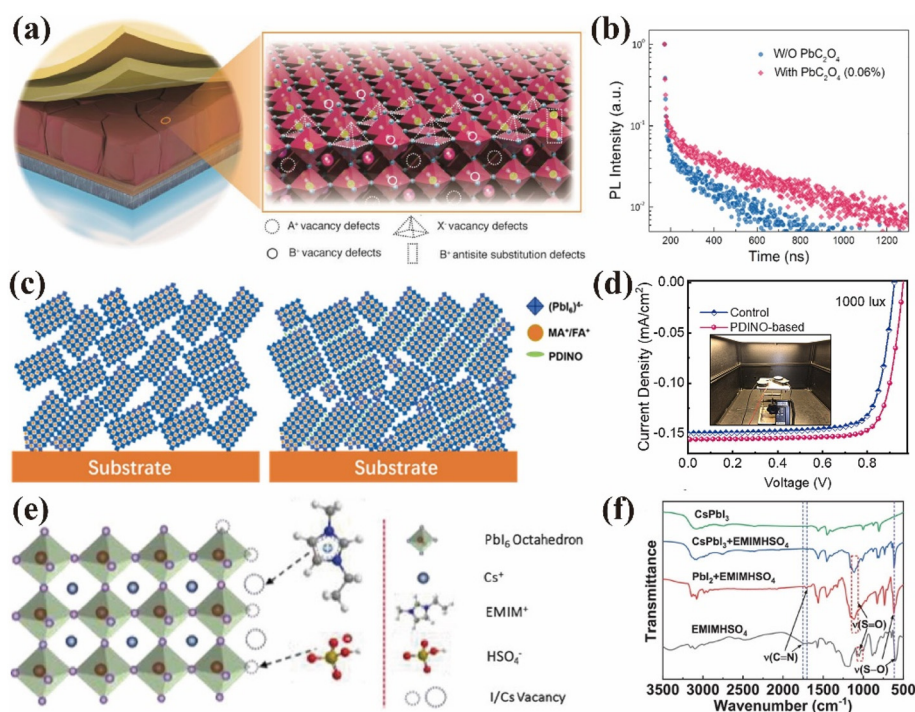 (a)
A⁺ vacancy defects
X⁻ vacancy defects
B⁺ vacancy defects
B⁺ antisite substitution defects
(b)
W/O PbC₂O₄
With PbC₂O₄ (0.06%)
PL Intensity (a.u.)
10⁰
10⁻¹
10⁻²
200 400 600 800 1000 1200
Time (ns)
(c)
(PbI₆)⁴⁻
MA⁺/FA⁺
PDINO
Substrate
Substrate
(d)
1000 lux
Control
PDINO-based
Current Density (mA/cm²)
0.00
-0.05
-0.10
-0.15
0.0 0.2 0.4 0.6 0.8
Voltage (V)
(e)
PbI₆ Octahedron
Cs⁺
EMIM⁺
HSO₄⁻
I/Cs Vacancy
(f)
CsPbI₃
CsPbI₃+EMIMHSO₄
PbI₂+EMIMHSO₄
ν(S=O)
EMIMHSO₄
ν(C=N)
ν(S–O)
Transmittance
3500 3000 2500 2000 1500 1000 500
Wavenumber (cm⁻¹)